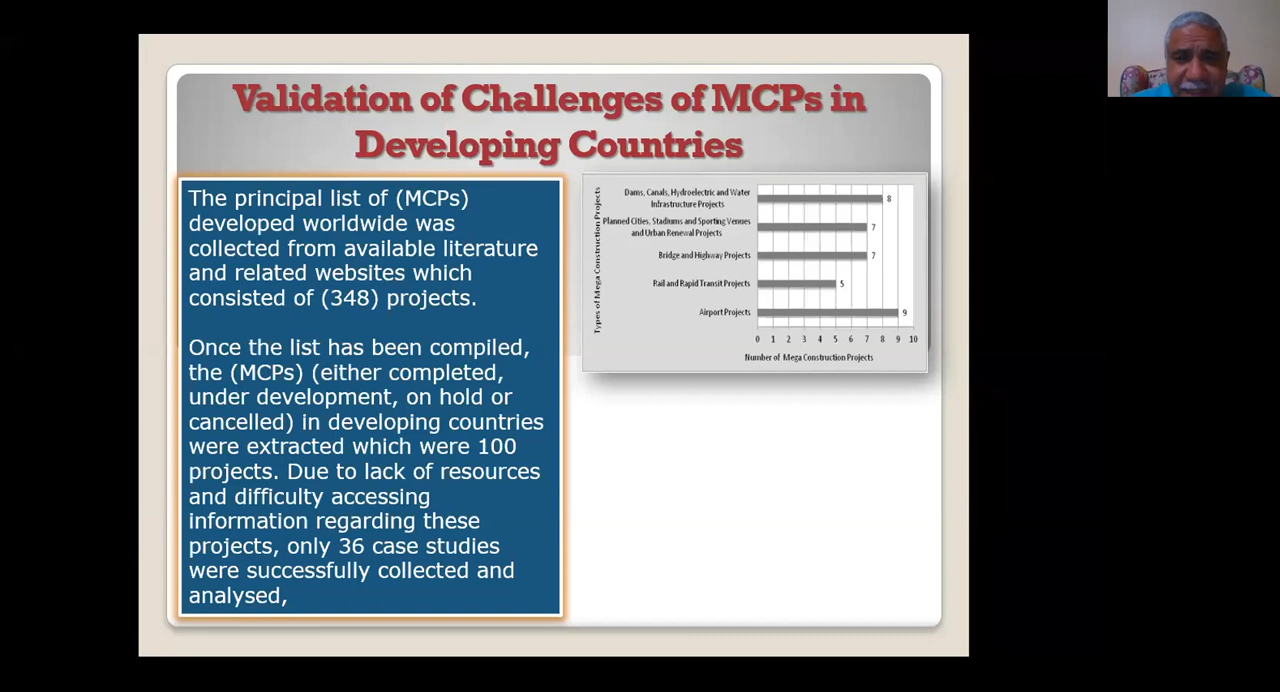 Validation of Challenges of MCPs in
Developing Countries
The principal list of (MCPs)
developed worldwide was
collected from available literature
and related websites which
consisted of (348) projects.
Once the list has been compiled,
the (MCPs) (either completed,
under development, on hold or
cancelled) in developing countries
were extracted which were 100
projects. Due to lack of resources
and difficulty accessing
information regarding these
projects, only 36 case studies
were successfully collected and
analysed,
Types of Mega Construction Projects
Dams, Canals, Hydroelectric and Water
Infrastructure Projects
8
Planned Cities, Stadiums and Sporting Venues
and Urban Renewal Projects
7
Bridge and Highway Projects
7
Rail and Rapid Transit Projects
5
Airport Projects
9
0 1 2 3 4 5 6 7 8 9 10
Number of Mega Construction Projects